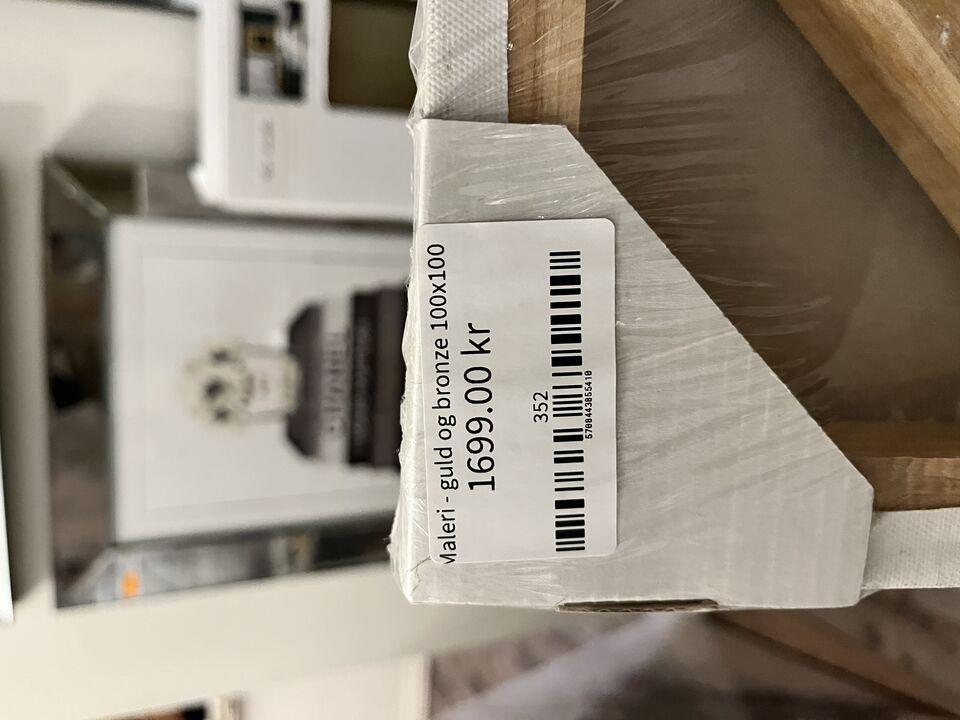 Maleri - guld og bronze 100x100
1699.00 kr
352
5708443855410